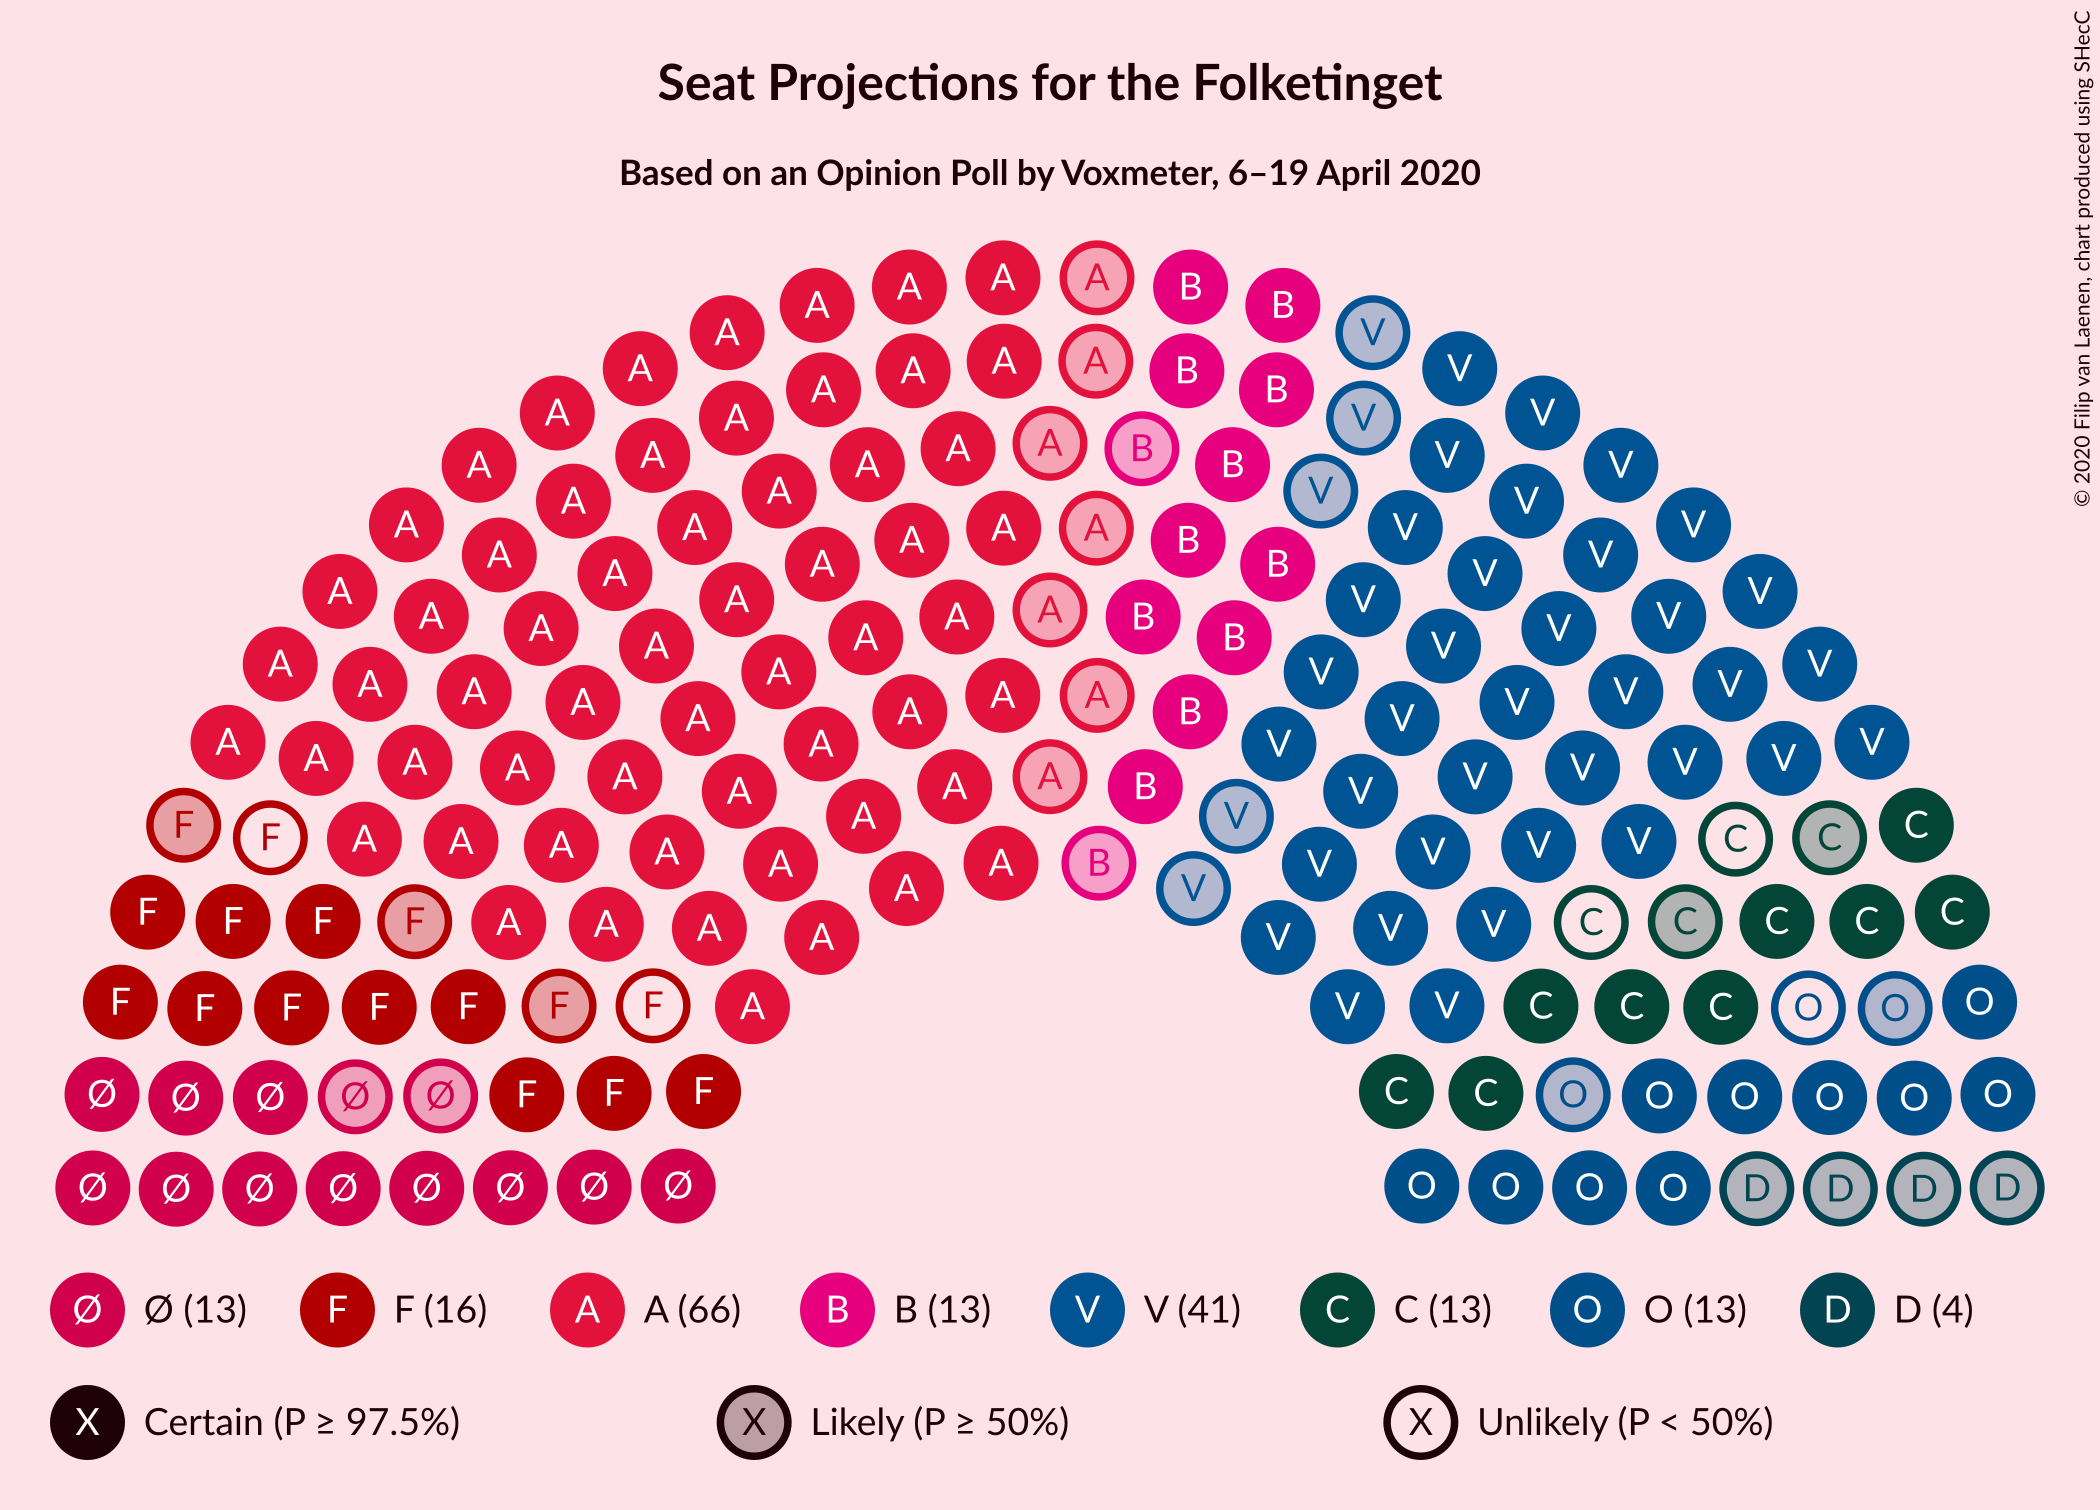 Seat Projections for the Folketinget
Based on an Opinion Poll by Voxmeter, 6–19 April 2020
© 2020 Filip van Laenen, chart produced using SHecC
A A A A B B
A A V V
A A A A B B
A V V V
A A A A A B B V V V
A A A V V V
A A A A A A B B V V V
A A A A A A B B V V V V
A A A A A A V V V V V
A A A A A A A B V V V V V V
A A A A A A A V V V V V V V
F F A A A A A A B V V V V V C C C
F F F F A A A A A A B V V V V V C C C C C
F F F F F F F A V V C C C O O O
Ø Ø Ø Ø Ø F F F C C O O O O O O
Ø Ø Ø Ø Ø Ø Ø Ø O O O O D D D D
Ø Ø (13) F F (16) A A (66) B B (13) V V (41) C C (13) O O (13) D D (4)
X Certain (P ≥ 97.5%) X Likely (P ≥ 50%) X Unlikely (P < 50%)